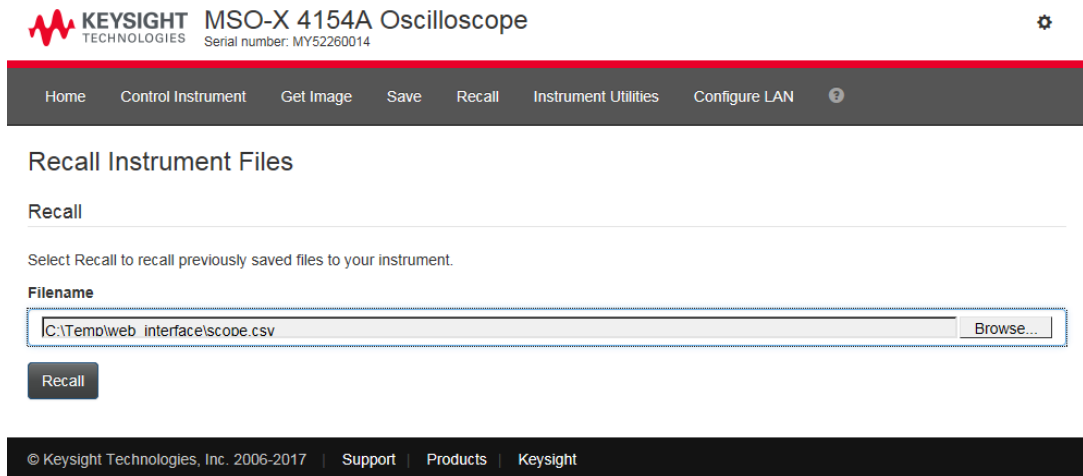 KEYSIGHT
TECHNOLOGIES
MSO-X 4154A Oscilloscope
Serial number: MY52260014
Home Control Instrument Get Image Save Recall Instrument Utilities Configure LAN ?
Recall Instrument Files
Recall
Select Recall to recall previously saved files to your instrument.
Filename
C:\Temp\web_interface\scope.csv Browse...
Recall
© Keysight Technologies, Inc. 2006-2017 | Support | Products | Keysight